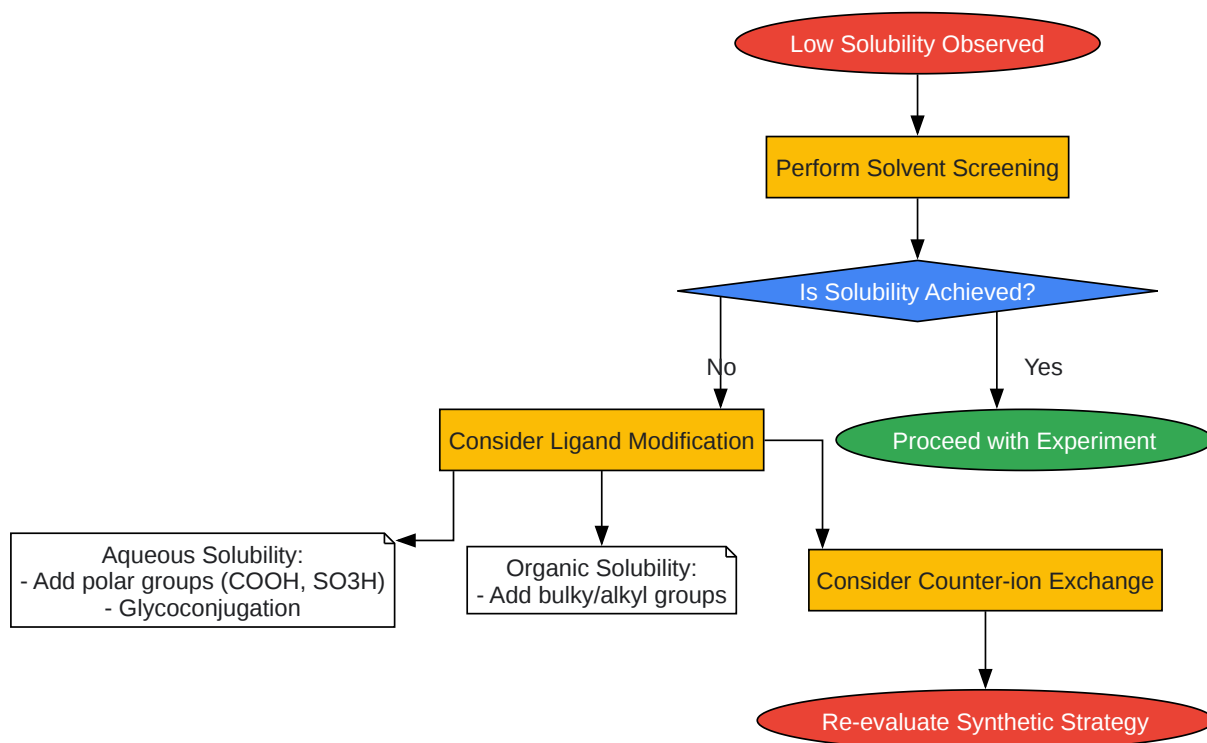 Low Solubility Observed
Perform Solvent Screening
Is Solubility Achieved?
No
Yes
Consider Ligand Modification
Proceed with Experiment
Aqueous Solubility:
- Add polar groups (COOH, SO3H)
- Glycoconjugation
Organic Solubility:
- Add bulky/alkyl groups
Consider Counter-ion Exchange
Re-evaluate Synthetic Strategy